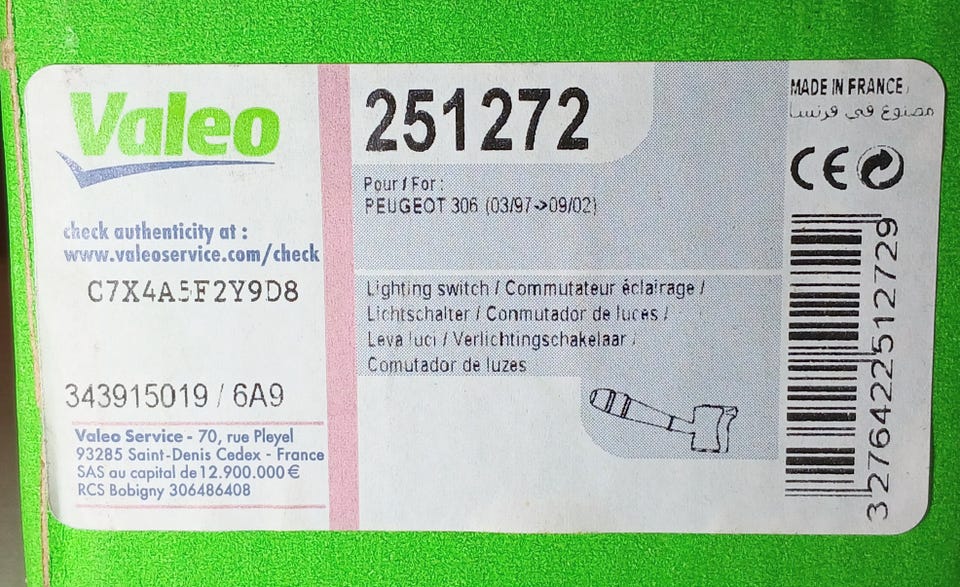 Valeo
check authenticity at :
www.valeoservice.com/check
C7X4A5F2Y9D8
343915019 / 6A9
Valeo Service - 70, rue Pleyel
93285 Saint-Denis Cedex - France
SAS au capital de 12.900.000 €
RCS Bobigny 306486408
251272
Pour / For :
PEUGEOT 306 (03/97->09/02)
Lighting switch / Commutateur éclairage /
Lichtschalter / Conmutador de luces /
Leva luci / Verlichtingschakelaar /
Comutador de luzes
MADE IN FRANCE
مصنوع في فرنسا
CE
3276422512729